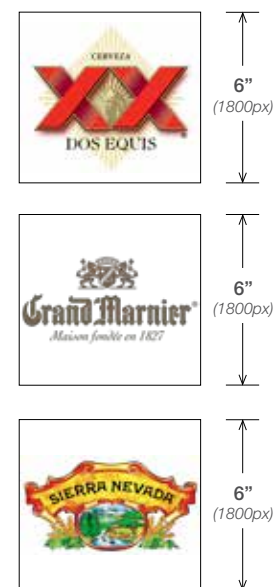 CERVEZA
XX
DOS EQUIS
®
6”
(1800px)
Grand Marnier®
Maison fondée en 1827
6”
(1800px)
SIERRA NEVADA
6”
(1800px)